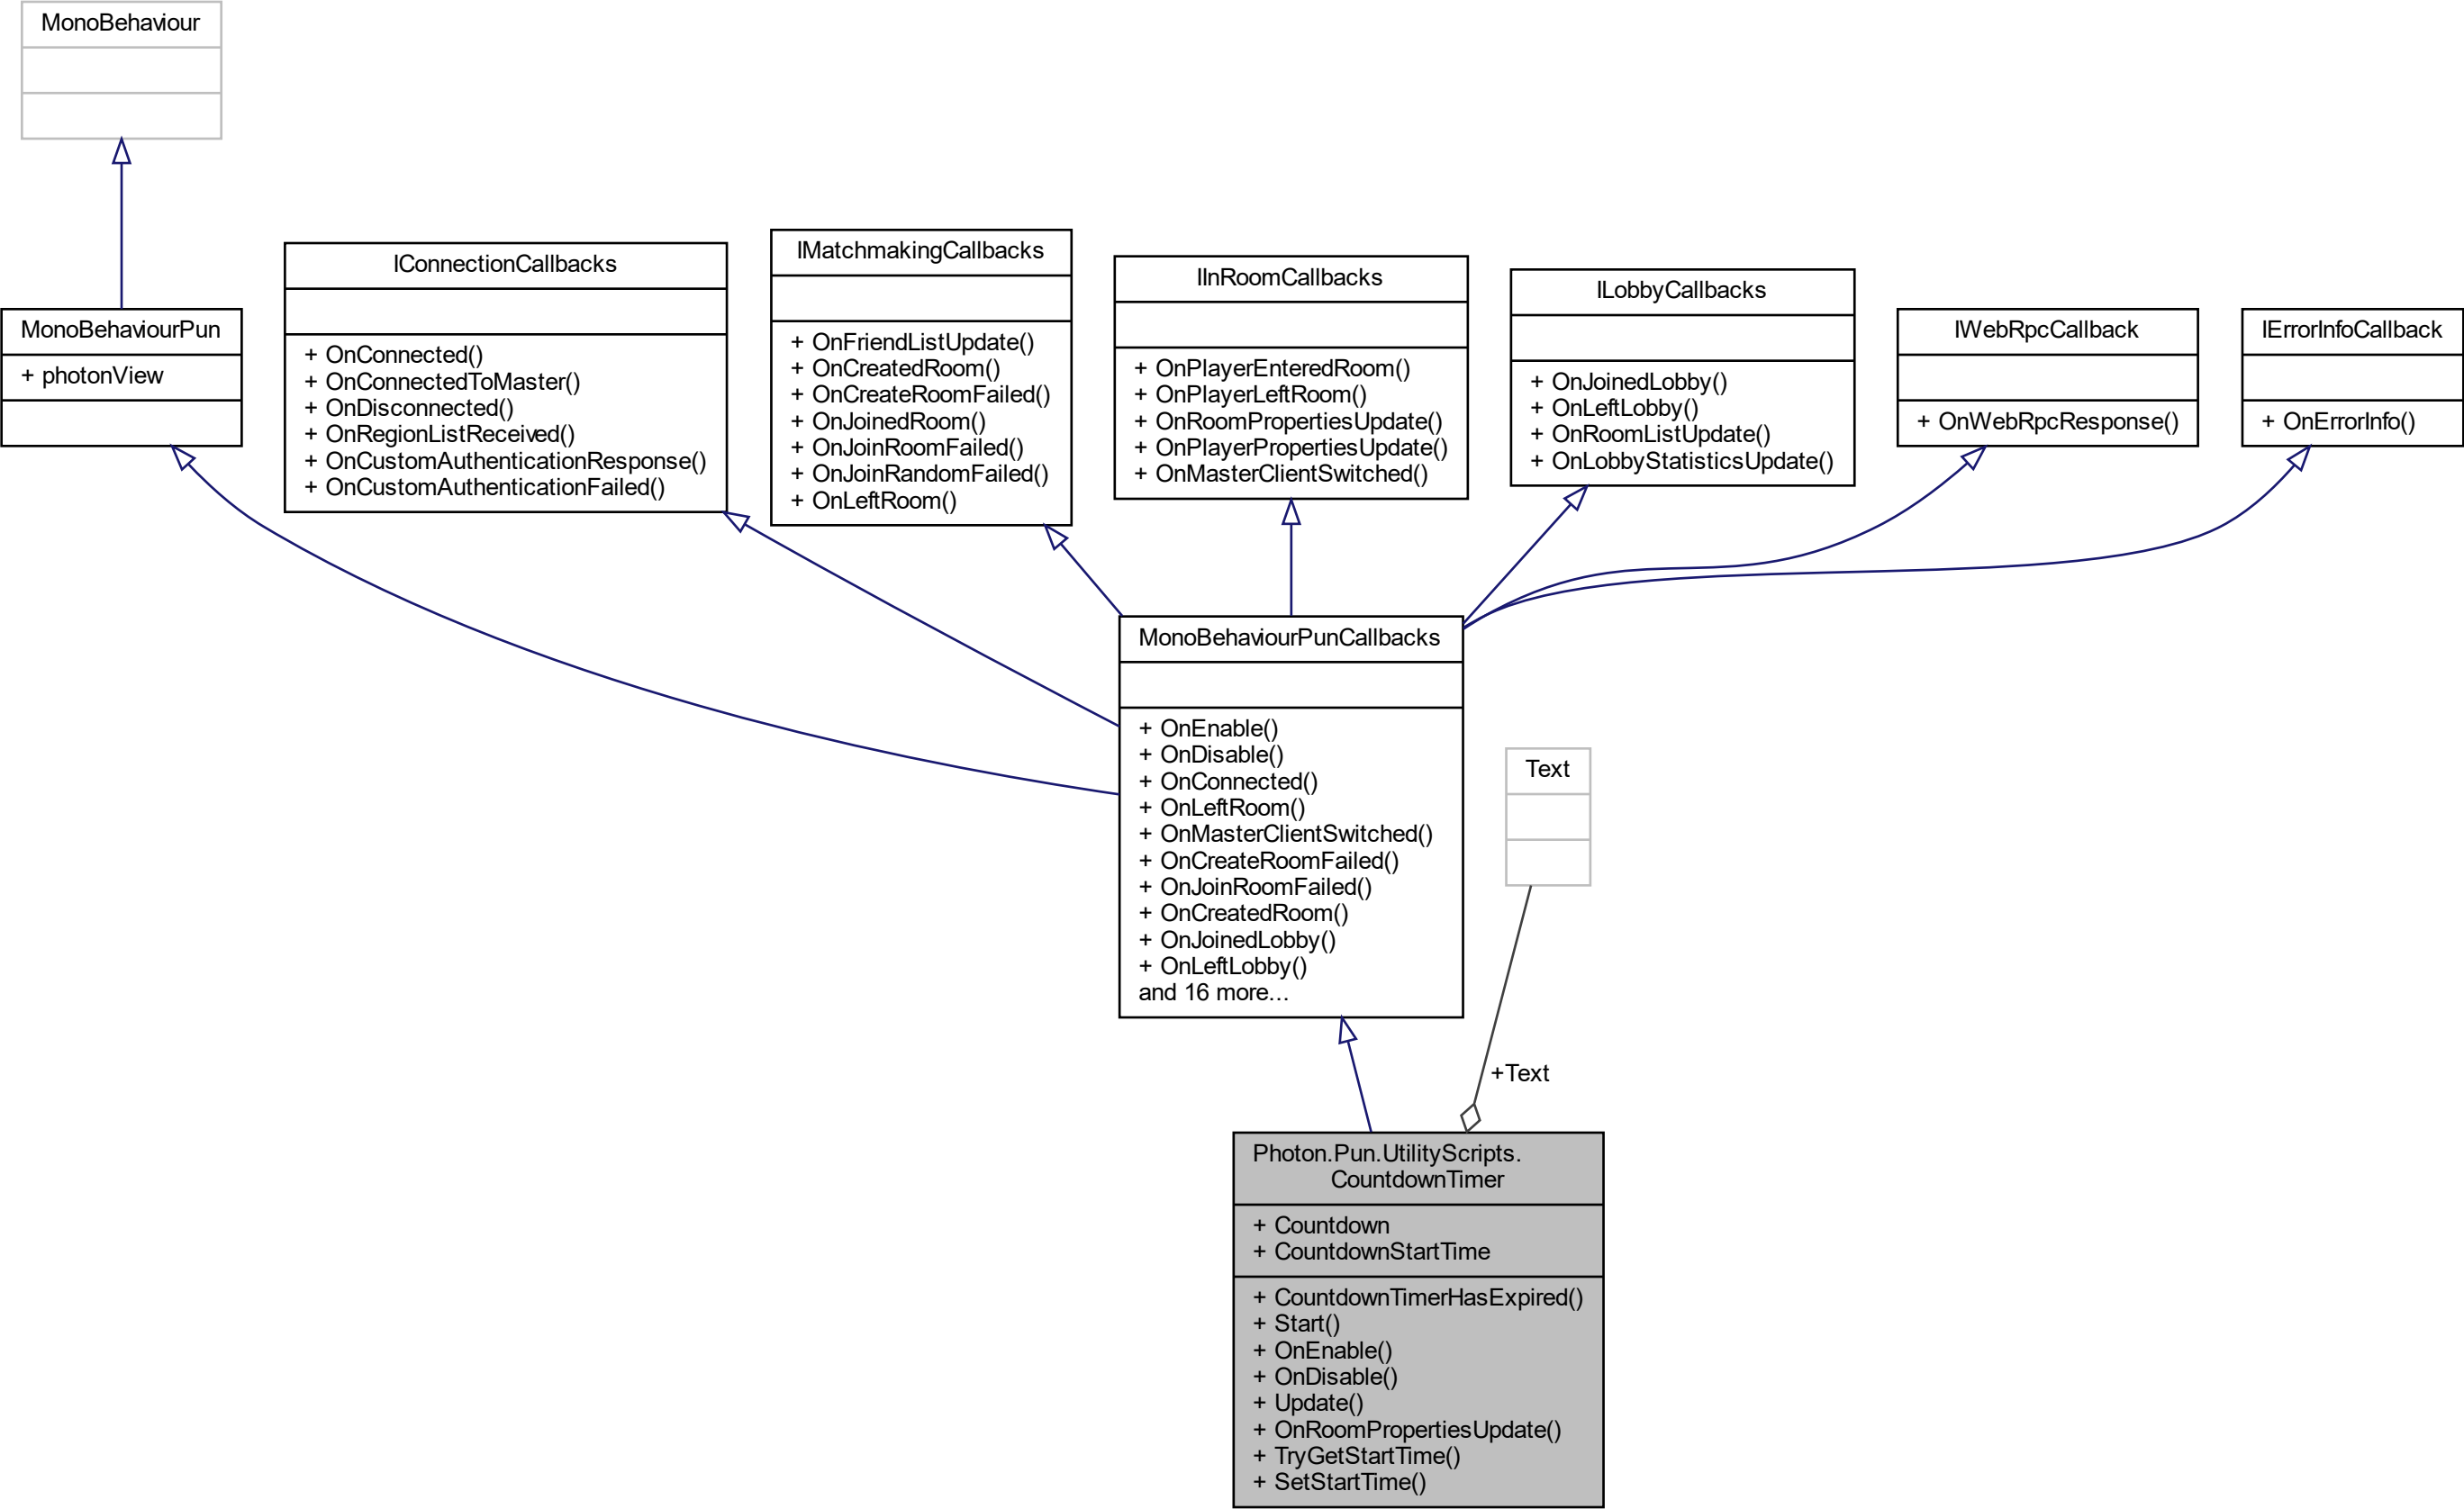 MonoBehaviour
MonoBehaviourPun
+ photonView
IConnectionCallbacks
+ OnConnected()
+ OnConnectedToMaster()
+ OnDisconnected()
+ OnRegionListReceived()
+ OnCustomAuthenticationResponse()
+ OnCustomAuthenticationFailed()
IMatchmakingCallbacks
+ OnFriendListUpdate()
+ OnCreatedRoom()
+ OnCreateRoomFailed()
+ OnJoinedRoom()
+ OnJoinRoomFailed()
+ OnJoinRandomFailed()
+ OnLeftRoom()
IInRoomCallbacks
+ OnPlayerEnteredRoom()
+ OnPlayerLeftRoom()
+ OnRoomPropertiesUpdate()
+ OnPlayerPropertiesUpdate()
+ OnMasterClientSwitched()
ILobbyCallbacks
+ OnJoinedLobby()
+ OnLeftLobby()
+ OnRoomListUpdate()
+ OnLobbyStatisticsUpdate()
IWebRpcCallback
+ OnWebRpcResponse()
IErrorInfoCallback
+ OnErrorInfo()
MonoBehaviourPunCallbacks
+ OnEnable()
+ OnDisable()
+ OnConnected()
+ OnLeftRoom()
+ OnMasterClientSwitched()
+ OnCreateRoomFailed()
+ OnJoinRoomFailed()
+ OnCreatedRoom()
+ OnJoinedLobby()
+ OnLeftLobby()
and 16 more...
Text
+Text
Photon.Pun.UtilityScripts.
CountdownTimer
+ Countdown
+ CountdownStartTime
+ CountdownTimerHasExpired()
+ Start()
+ OnEnable()
+ OnDisable()
+ Update()
+ OnRoomPropertiesUpdate()
+ TryGetStartTime()
+ SetStartTime()